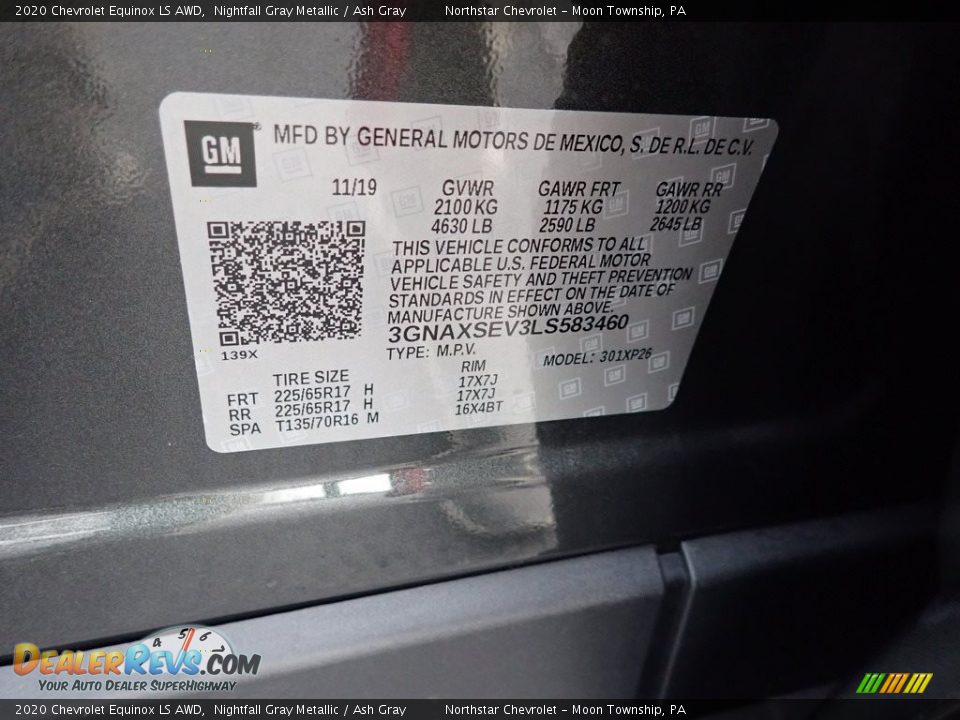 2020 Chevrolet Equinox LS AWD, Nightfall Gray Metallic / Ash Gray Northstar Chevrolet - Moon Township, PA
GM® MFD BY GENERAL MOTORS DE MEXICO, S. DE R.L. DE C.V.
11/19 GVWR GAWR FRT GAWR RR
2100 KG 1175 KG 1200 KG
4630 LB 2590 LB 2645 LB
THIS VEHICLE CONFORMS TO ALL
APPLICABLE U.S. FEDERAL MOTOR
VEHICLE SAFETY AND THEFT PREVENTION
STANDARDS IN EFFECT ON THE DATE OF
MANUFACTURE SHOWN ABOVE.
3GNAXSEV3LS583460
139X TYPE: M.P.V. MODEL: 301XP26
TIRE SIZE RIM
FRT 225/65R17 H 17X7J
RR 225/65R17 H 17X7J
SPA T135/70R16 M 16X4BT
4 5 6
DEALERREVS.COM
YOUR AUTO DEALER SUPERHIGHWAY
2020 Chevrolet Equinox LS AWD, Nightfall Gray Metallic / Ash Gray Northstar Chevrolet - Moon Township, PA